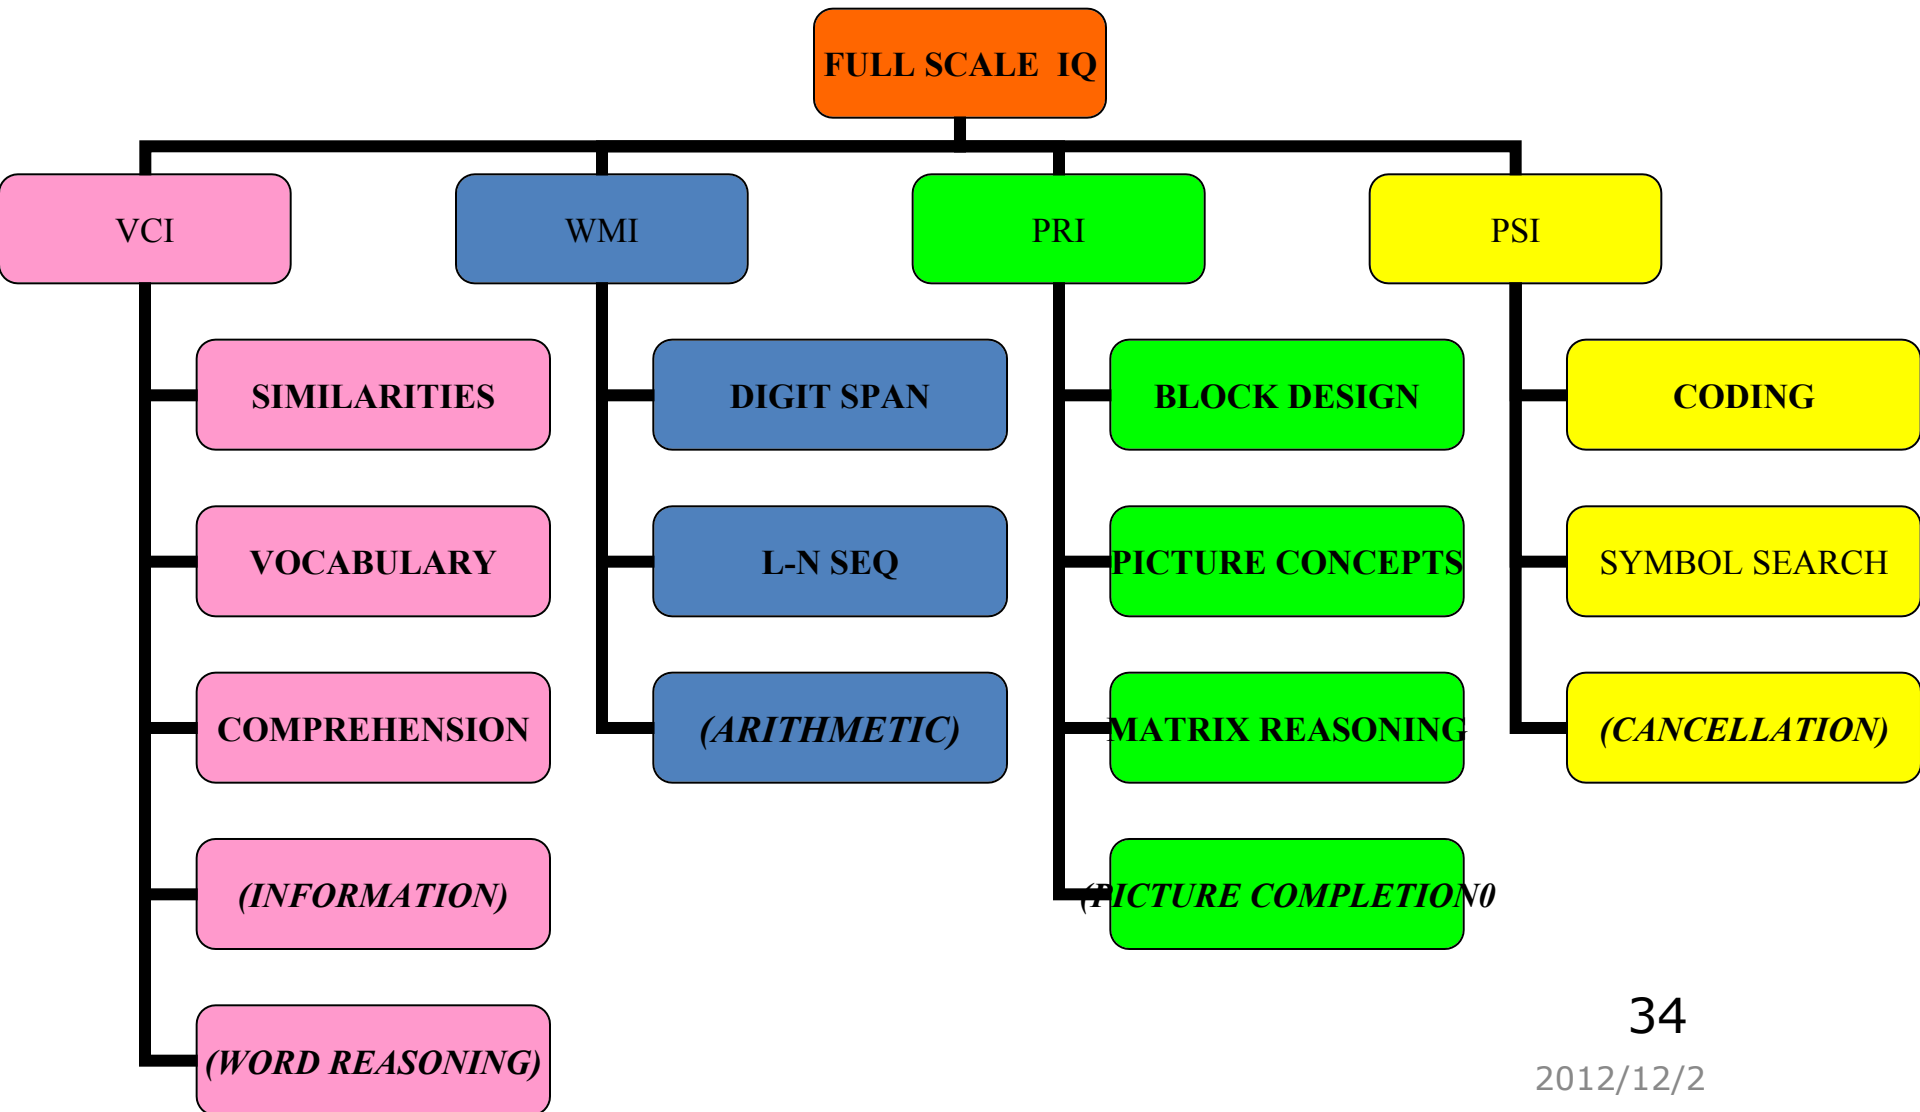 FULL SCALE IQ
VCI
WMI
PRI
PSI
SIMILARITIES
DIGIT SPAN
BLOCK DESIGN
CODING
VOCABULARY
L-N SEQ
PICTURE CONCEPTS
SYMBOL SEARCH
COMPREHENSION
(ARITHMETIC)
MATRIX REASONING
(CANCELLATION)
(INFORMATION)
(PICTURE COMPLETION0
(WORD REASONING)
34
2012/12/2